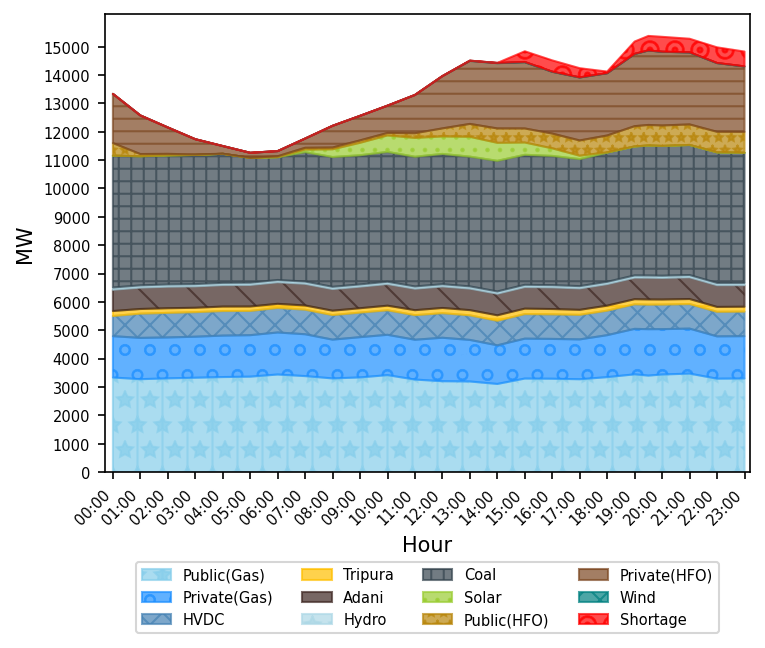 15000
14000
13000
12000
11000
10000
9000
8000
7000
6000
5000
4000
3000
2000
1000
0
MW
00:00 01:00 02:00 03:00 04:00 05:00 06:00 07:00 08:00 09:00 10:00 11:00 12:00 13:00 14:00 15:00 16:00 17:00 18:00 19:00 20:00 21:00 22:00 23:00
Hour
Public(Gas) Tripura Coal Private(HFO)
Private(Gas) Adani Solar Wind
HVDC Hydro Public(HFO) Shortage